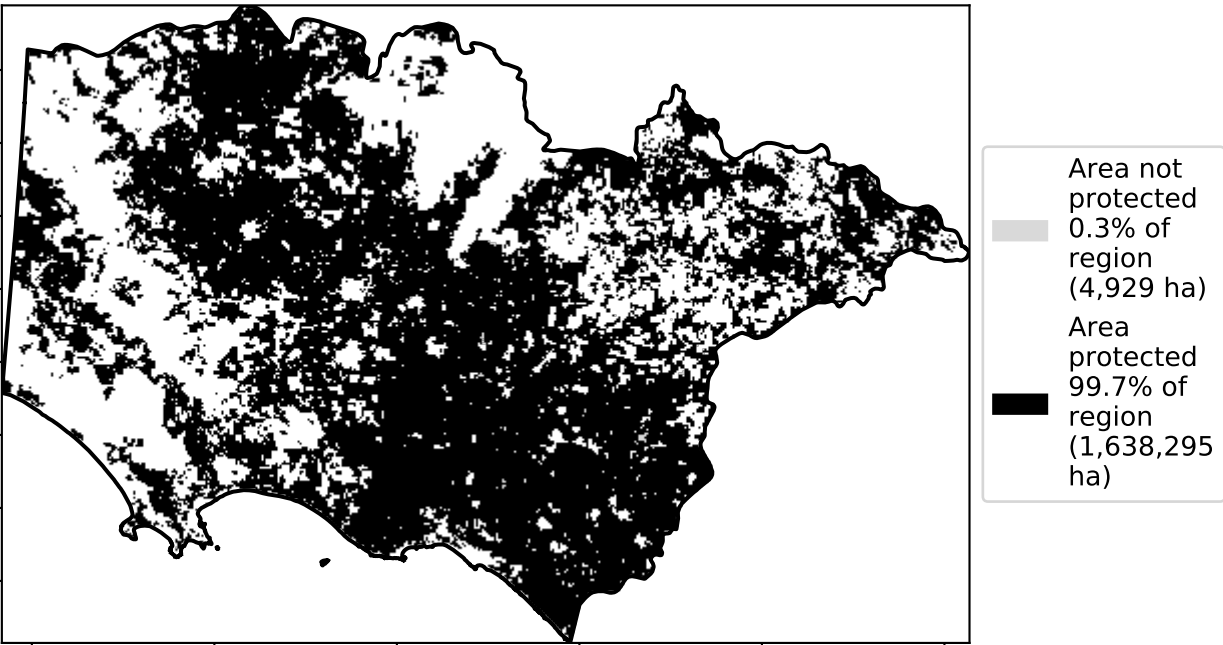 Area not
protected
0.3% of
region
(4,929 ha)
Area
protected
99.7% of
region
(1,638,295
ha)